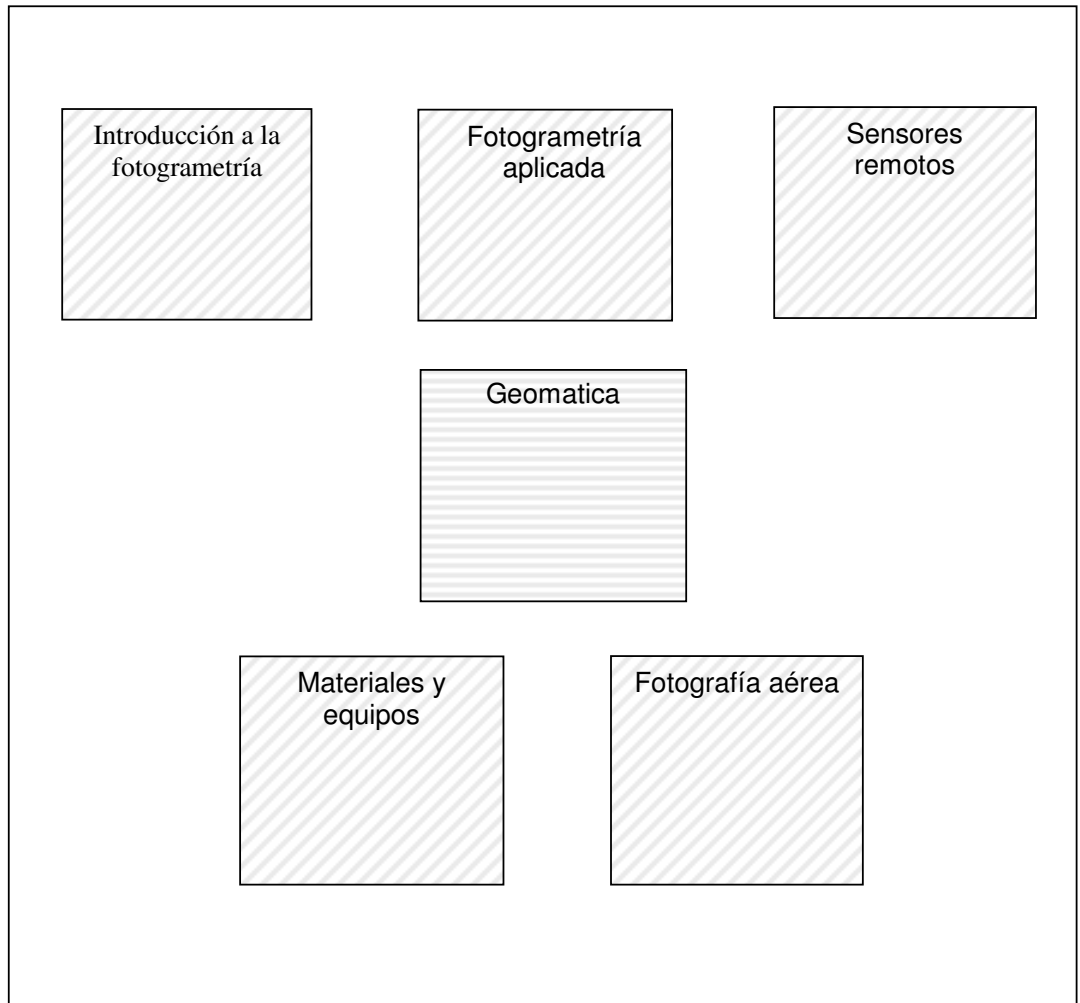 Introducción a la
fotogrametría
Fotogrametría
aplicada
Sensores
remotos
Geomatica
Materiales y
equipos
Fotografía aérea